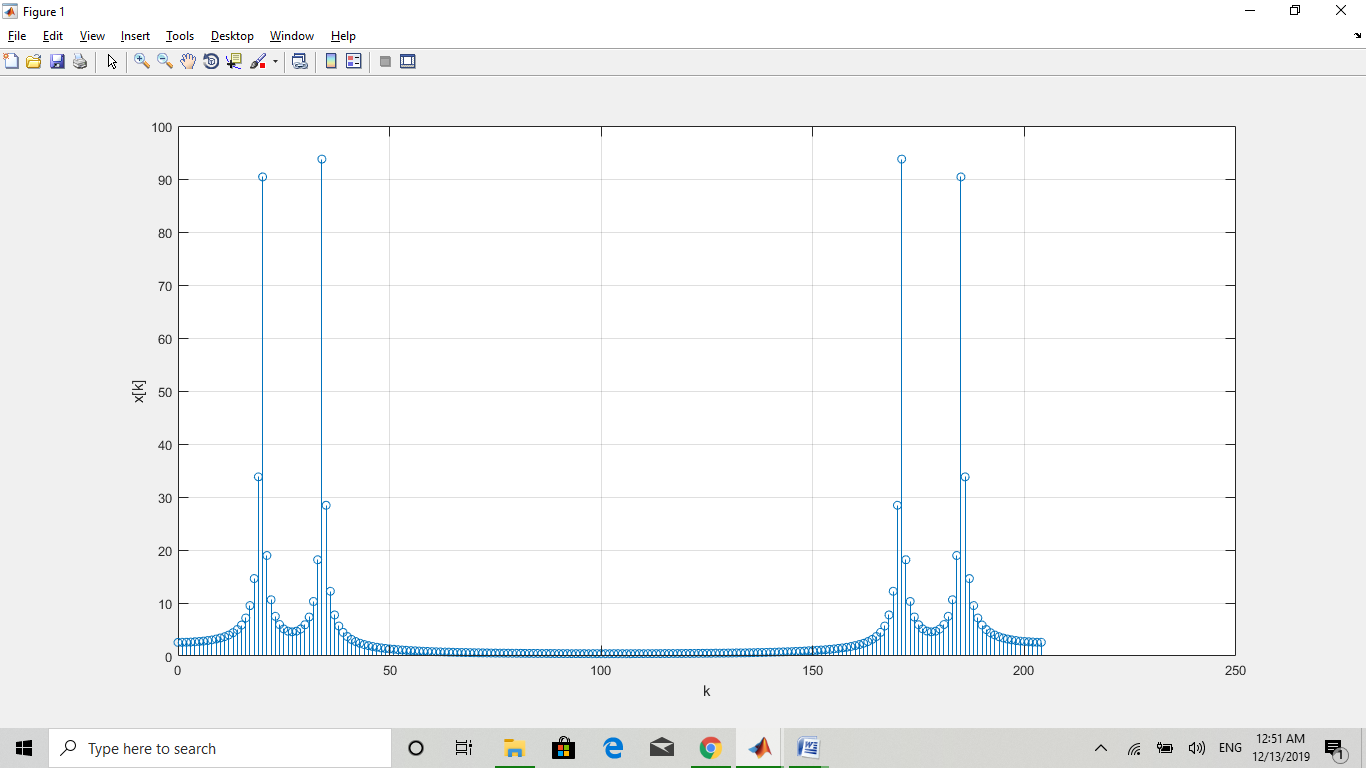 Figure 1
File Edit View Insert Tools Desktop Window Help
100
90
80
70
60
50
40
30
20
10
0
x[k]
0 50 100 150 200 250
k
Type here to search
ENG
12:51 AM
12/13/2019
1